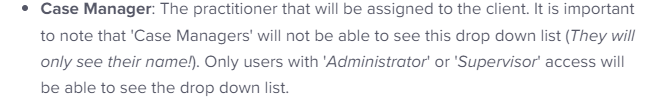 • Case Manager: The practitioner that will be assigned to the client. It is important
to note that 'Case Managers' will not be able to see this drop down list (They will
only see their name!). Only users with 'Administrator' or 'Supervisor' access will
be able to see the drop down list.